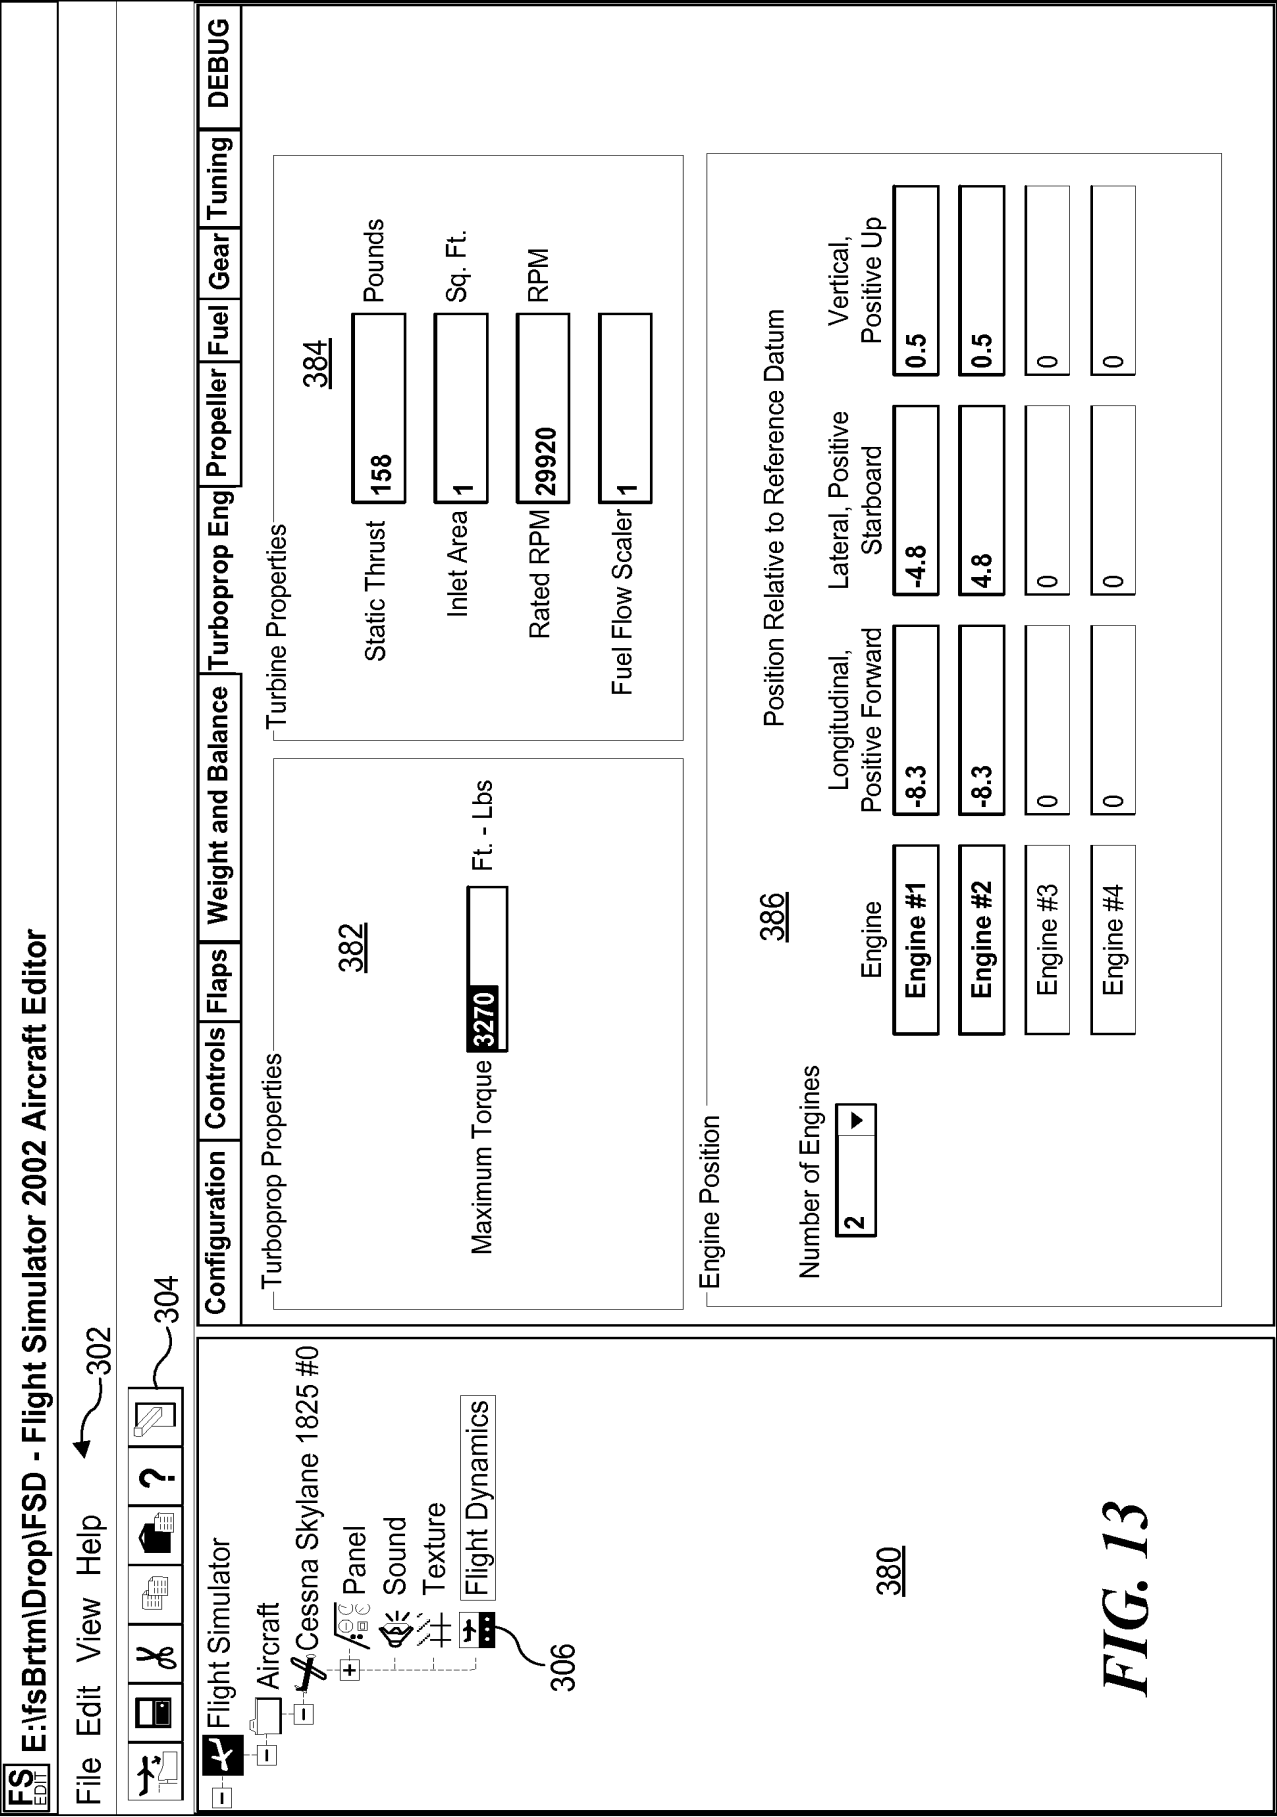 FS EDIT E:\fsBrtm\Drop\FSD - Flight Simulator 2002 Aircraft Editor
File Edit View Help
302
?
304
Flight Simulator
Aircraft
Cessna Skylane 1825 #0
Panel
Sound
Texture
Flight Dynamics
306
380
Configuration Controls Flaps Weight and Balance Turboprop Eng Propeller Fuel Gear Tuning DEBUG
Turboprop Properties
382
Maximum Torque 3270 Ft. - Lbs
Turbine Properties
384
Static Thrust 158 Pounds
Inlet Area 1 Sq. Ft.
Rated RPM 29920 RPM
Fuel Flow Scaler 1
Engine Position
386
Position Relative to Reference Datum
Number of Engines
2
Engine
Longitudinal,
Positive Forward
Lateral, Positive
Starboard
Vertical,
Positive Up
Engine #1 -8.3 -4.8 0.5
Engine #2 -8.3 4.8 0.5
Engine #3 0 0 0
Engine #4 0 0 0
FIG. 13